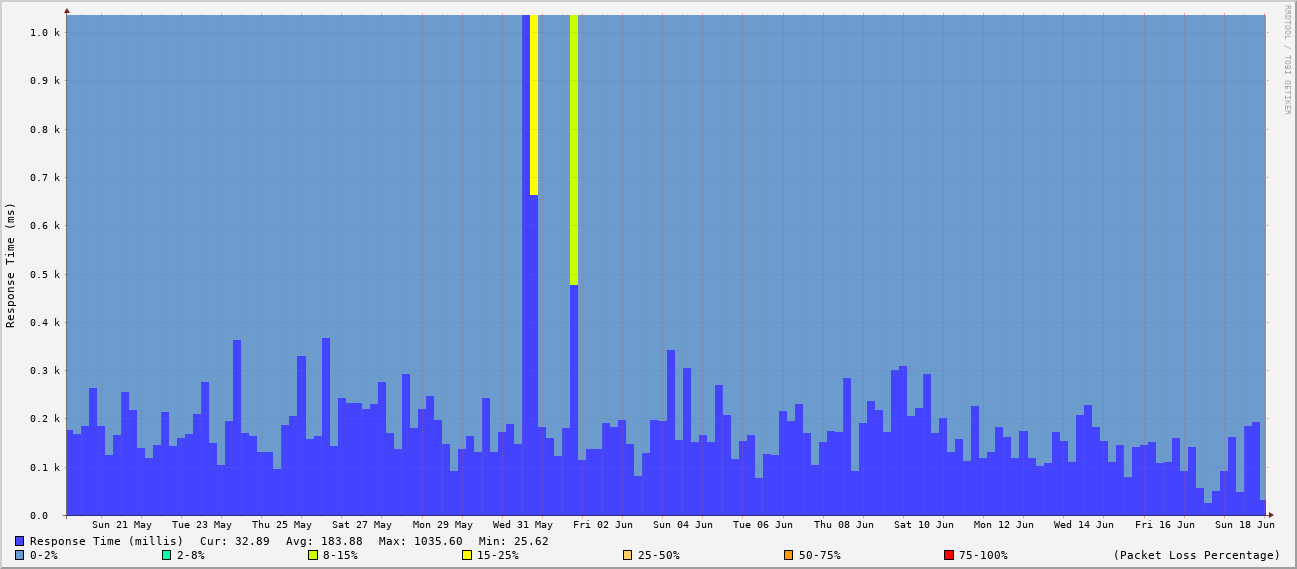 RRDTOOL / TOBI OETIKER
Response Time (ms)
1.0 k
0.9 k
0.8 k
0.7 k
0.6 k
0.5 k
0.4 k
0.3 k
0.2 k
0.1 k
0.0
Sun 21 May Tue 23 May Thu 25 May Sat 27 May Mon 29 May Wed 31 May Fri 02 Jun Sun 04 Jun Tue 06 Jun Thu 08 Jun Sat 10 Jun Mon 12 Jun Wed 14 Jun Fri 16 Jun Sun 18 Jun
Response Time (millis) Cur: 32.89 Avg: 183.88 Max: 1035.60 Min: 25.62
0-2% 2-8% 8-15% 15-25% 25-50% 50-75% 75-100% (Packet Loss Percentage)